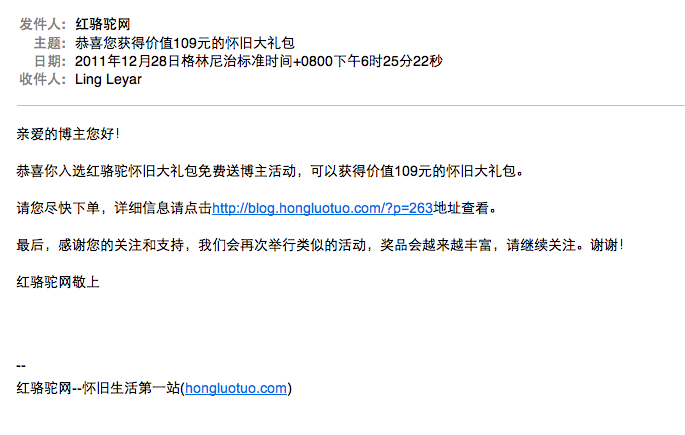 发件人： 红骆驼网
主题： 恭喜您获得价值109元的怀旧大礼包
日期： 2011年12月28日格林尼治标准时间+0800下午6时25分22秒
收件人： Ling Leyar
亲爱的博主您好！
恭喜你入选红骆驼怀旧大礼包免费送博主活动，可以获得价值109元的怀旧大礼包。
请您尽快下单，详细信息请点击http://blog.hongluotuo.com/?p=263地址查看。
最后，感谢您的关注和支持，我们会再次举行类似的活动，奖品会越来越丰富，请继续关注。谢谢！
红骆驼网敬上
--
红骆驼网--怀旧生活第一站(hongluotuo.com)